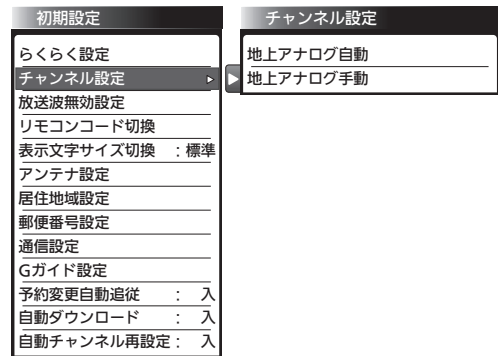 初期設定
らくらく設定
チャンネル設定
放送波無効設定
リモコンコード切換
表示文字サイズ切換 : 標準
アンテナ設定
居住地域設定
郵便番号設定
通信設定
Gガイド設定
予約変更自動追従 : 入
自動ダウンロード : 入
自動チャンネル再設定 : 入
チャンネル設定
地上アナログ自動
地上アナログ手動